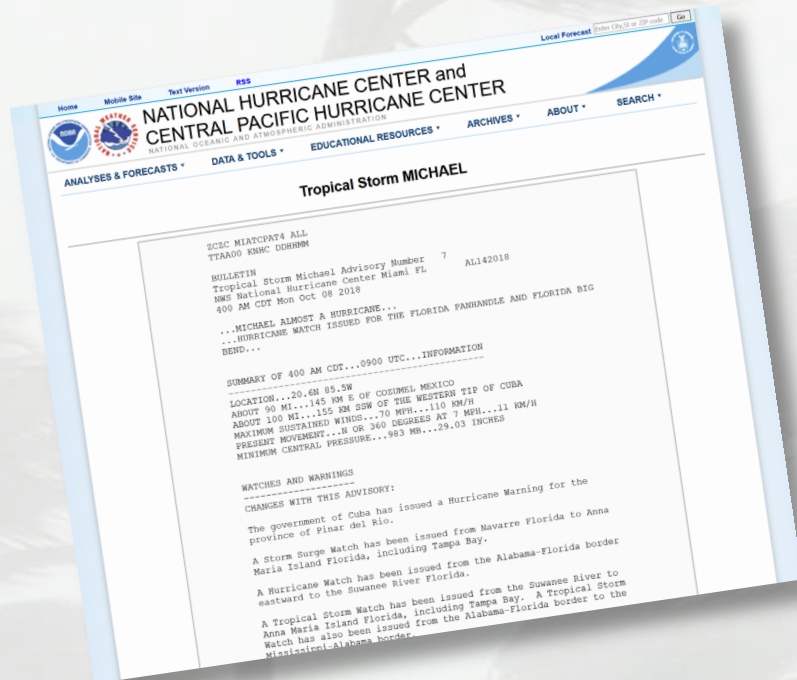 Local Forecast Enter City,St or ZIP code Go
Home Mobile Site Text Version RSS
NATIONAL HURRICANE CENTER and
CENTRAL PACIFIC HURRICANE CENTER
NATIONAL OCEANIC AND ATMOSPHERIC ADMINISTRATION
ANALYSES & FORECASTS DATA & TOOLS EDUCATIONAL RESOURCES ARCHIVES ABOUT SEARCH
Tropical Storm MICHAEL
ZCZC MIATCPAT4 ALL
TTAA00 KNHC DDHHMM
BULLETIN
Tropical Storm Michael Advisory Number 7
NWS National Hurricane Center Miami FL AL142018
400 AM CDT Mon Oct 08 2018
...MICHAEL ALMOST A HURRICANE...
...HURRICANE WATCH ISSUED FOR THE FLORIDA PANHANDLE AND FLORIDA BIG
BEND...
SUMMARY OF 400 AM CDT...0900 UTC...INFORMATION
----------------------------------------------
LOCATION...20.6N 85.5W
ABOUT 90 MI...145 KM E OF COZUMEL MEXICO
ABOUT 100 MI...155 KM SSW OF THE WESTERN TIP OF CUBA
MAXIMUM SUSTAINED WINDS...70 MPH...110 KM/H
PRESENT MOVEMENT...N OR 360 DEGREES AT 7 MPH...11 KM/H
MINIMUM CENTRAL PRESSURE...983 MB...29.03 INCHES
WATCHES AND WARNINGS
--------------------
CHANGES WITH THIS ADVISORY:
The government of Cuba has issued a Hurricane Warning for the
province of Pinar del Rio.
A Storm Surge Watch has been issued from Navarre Florida to Anna
Maria Island Florida, including Tampa Bay.
A Hurricane Watch has been issued from the Alabama-Florida border
eastward to the Suwanee River Florida.
A Tropical Storm Watch has been issued from the Suwanee River to
Anna Maria Island Florida, including Tampa Bay. A Tropical Storm
Watch has also been issued from the Alabama-Florida border to the
Mississippi-Alabama border.